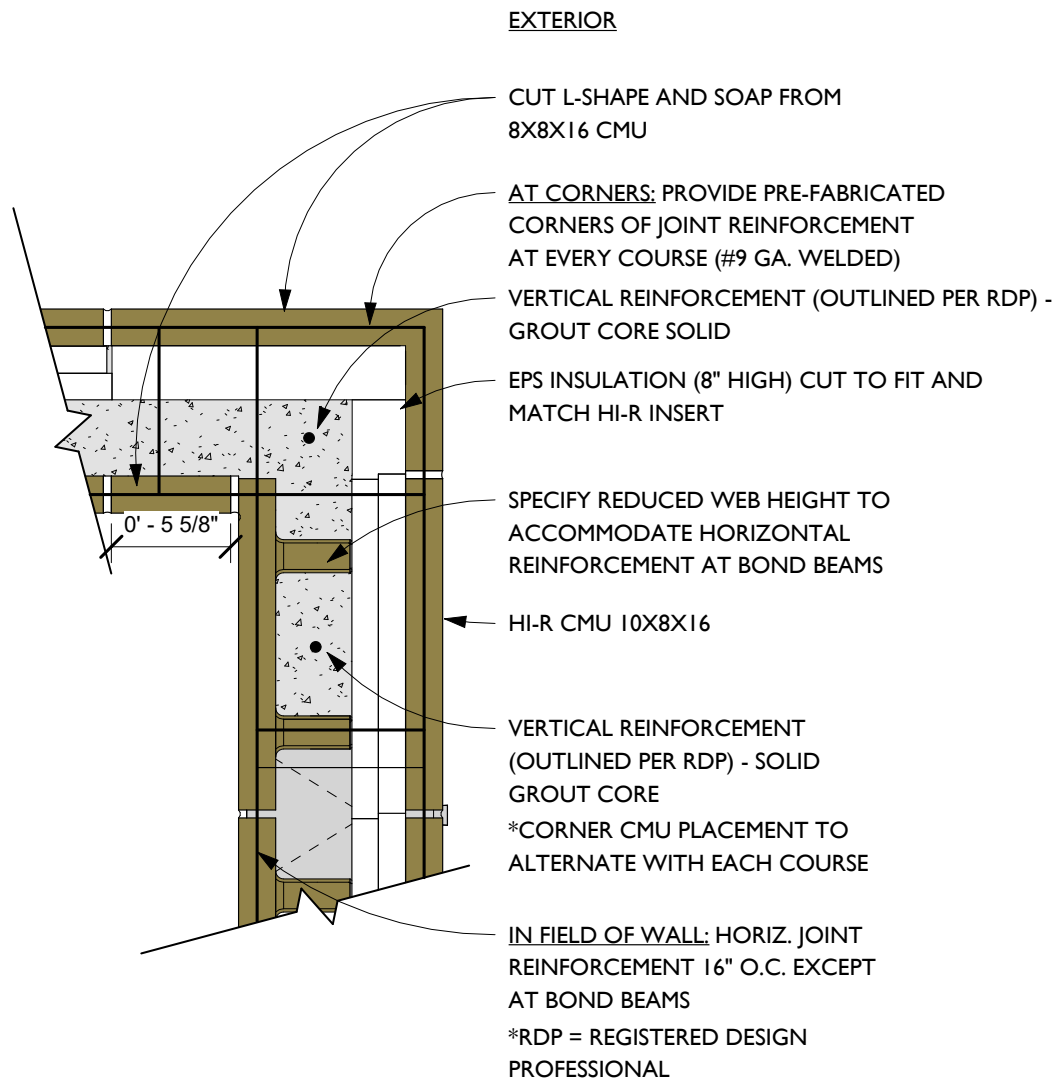 EXTERIOR
CUT L-SHAPE AND SOAP FROM
8X8X16 CMU
AT CORNERS: PROVIDE PRE-FABRICATED
CORNERS OF JOINT REINFORCEMENT
AT EVERY COURSE (#9 GA. WELDED)
VERTICAL REINFORCEMENT (OUTLINED PER RDP) -
GROUT CORE SOLID
EPS INSULATION (8" HIGH) CUT TO FIT AND
MATCH HI-R INSERT
SPECIFY REDUCED WEB HEIGHT TO
ACCOMMODATE HORIZONTAL
REINFORCEMENT AT BOND BEAMS
0' - 5 5/8"
HI-R CMU 10X8X16
VERTICAL REINFORCEMENT
(OUTLINED PER RDP) - SOLID
GROUT CORE
*CORNER CMU PLACEMENT TO
ALTERNATE WITH EACH COURSE
IN FIELD OF WALL: HORIZ. JOINT
REINFORCEMENT 16" O.C. EXCEPT
AT BOND BEAMS
*RDP = REGISTERED DESIGN
PROFESSIONAL